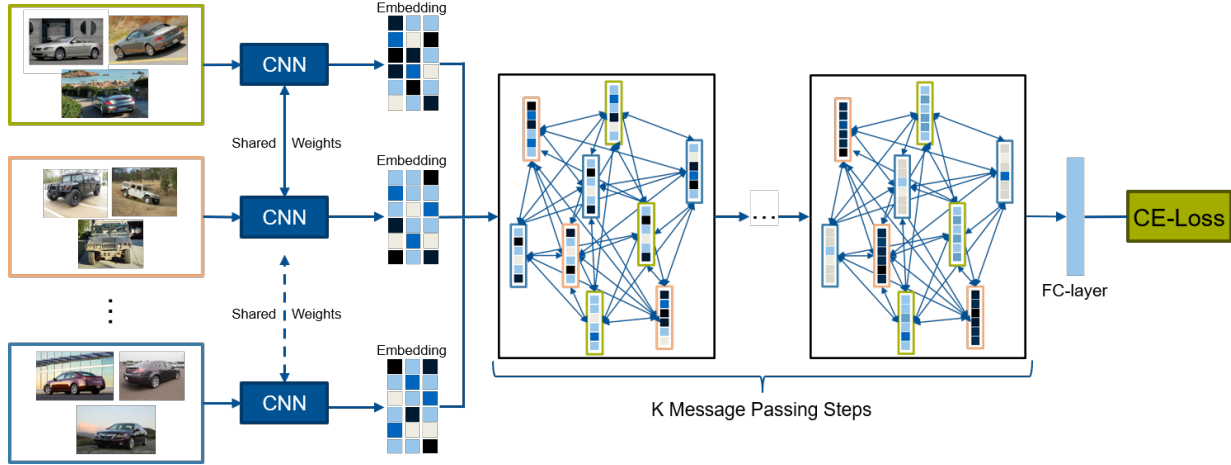 Embedding
CNN
Shared Weights
Embedding
CNN
Shared Weights
Embedding
CNN
...
...
K Message Passing Steps
FC-layer
CE-Loss